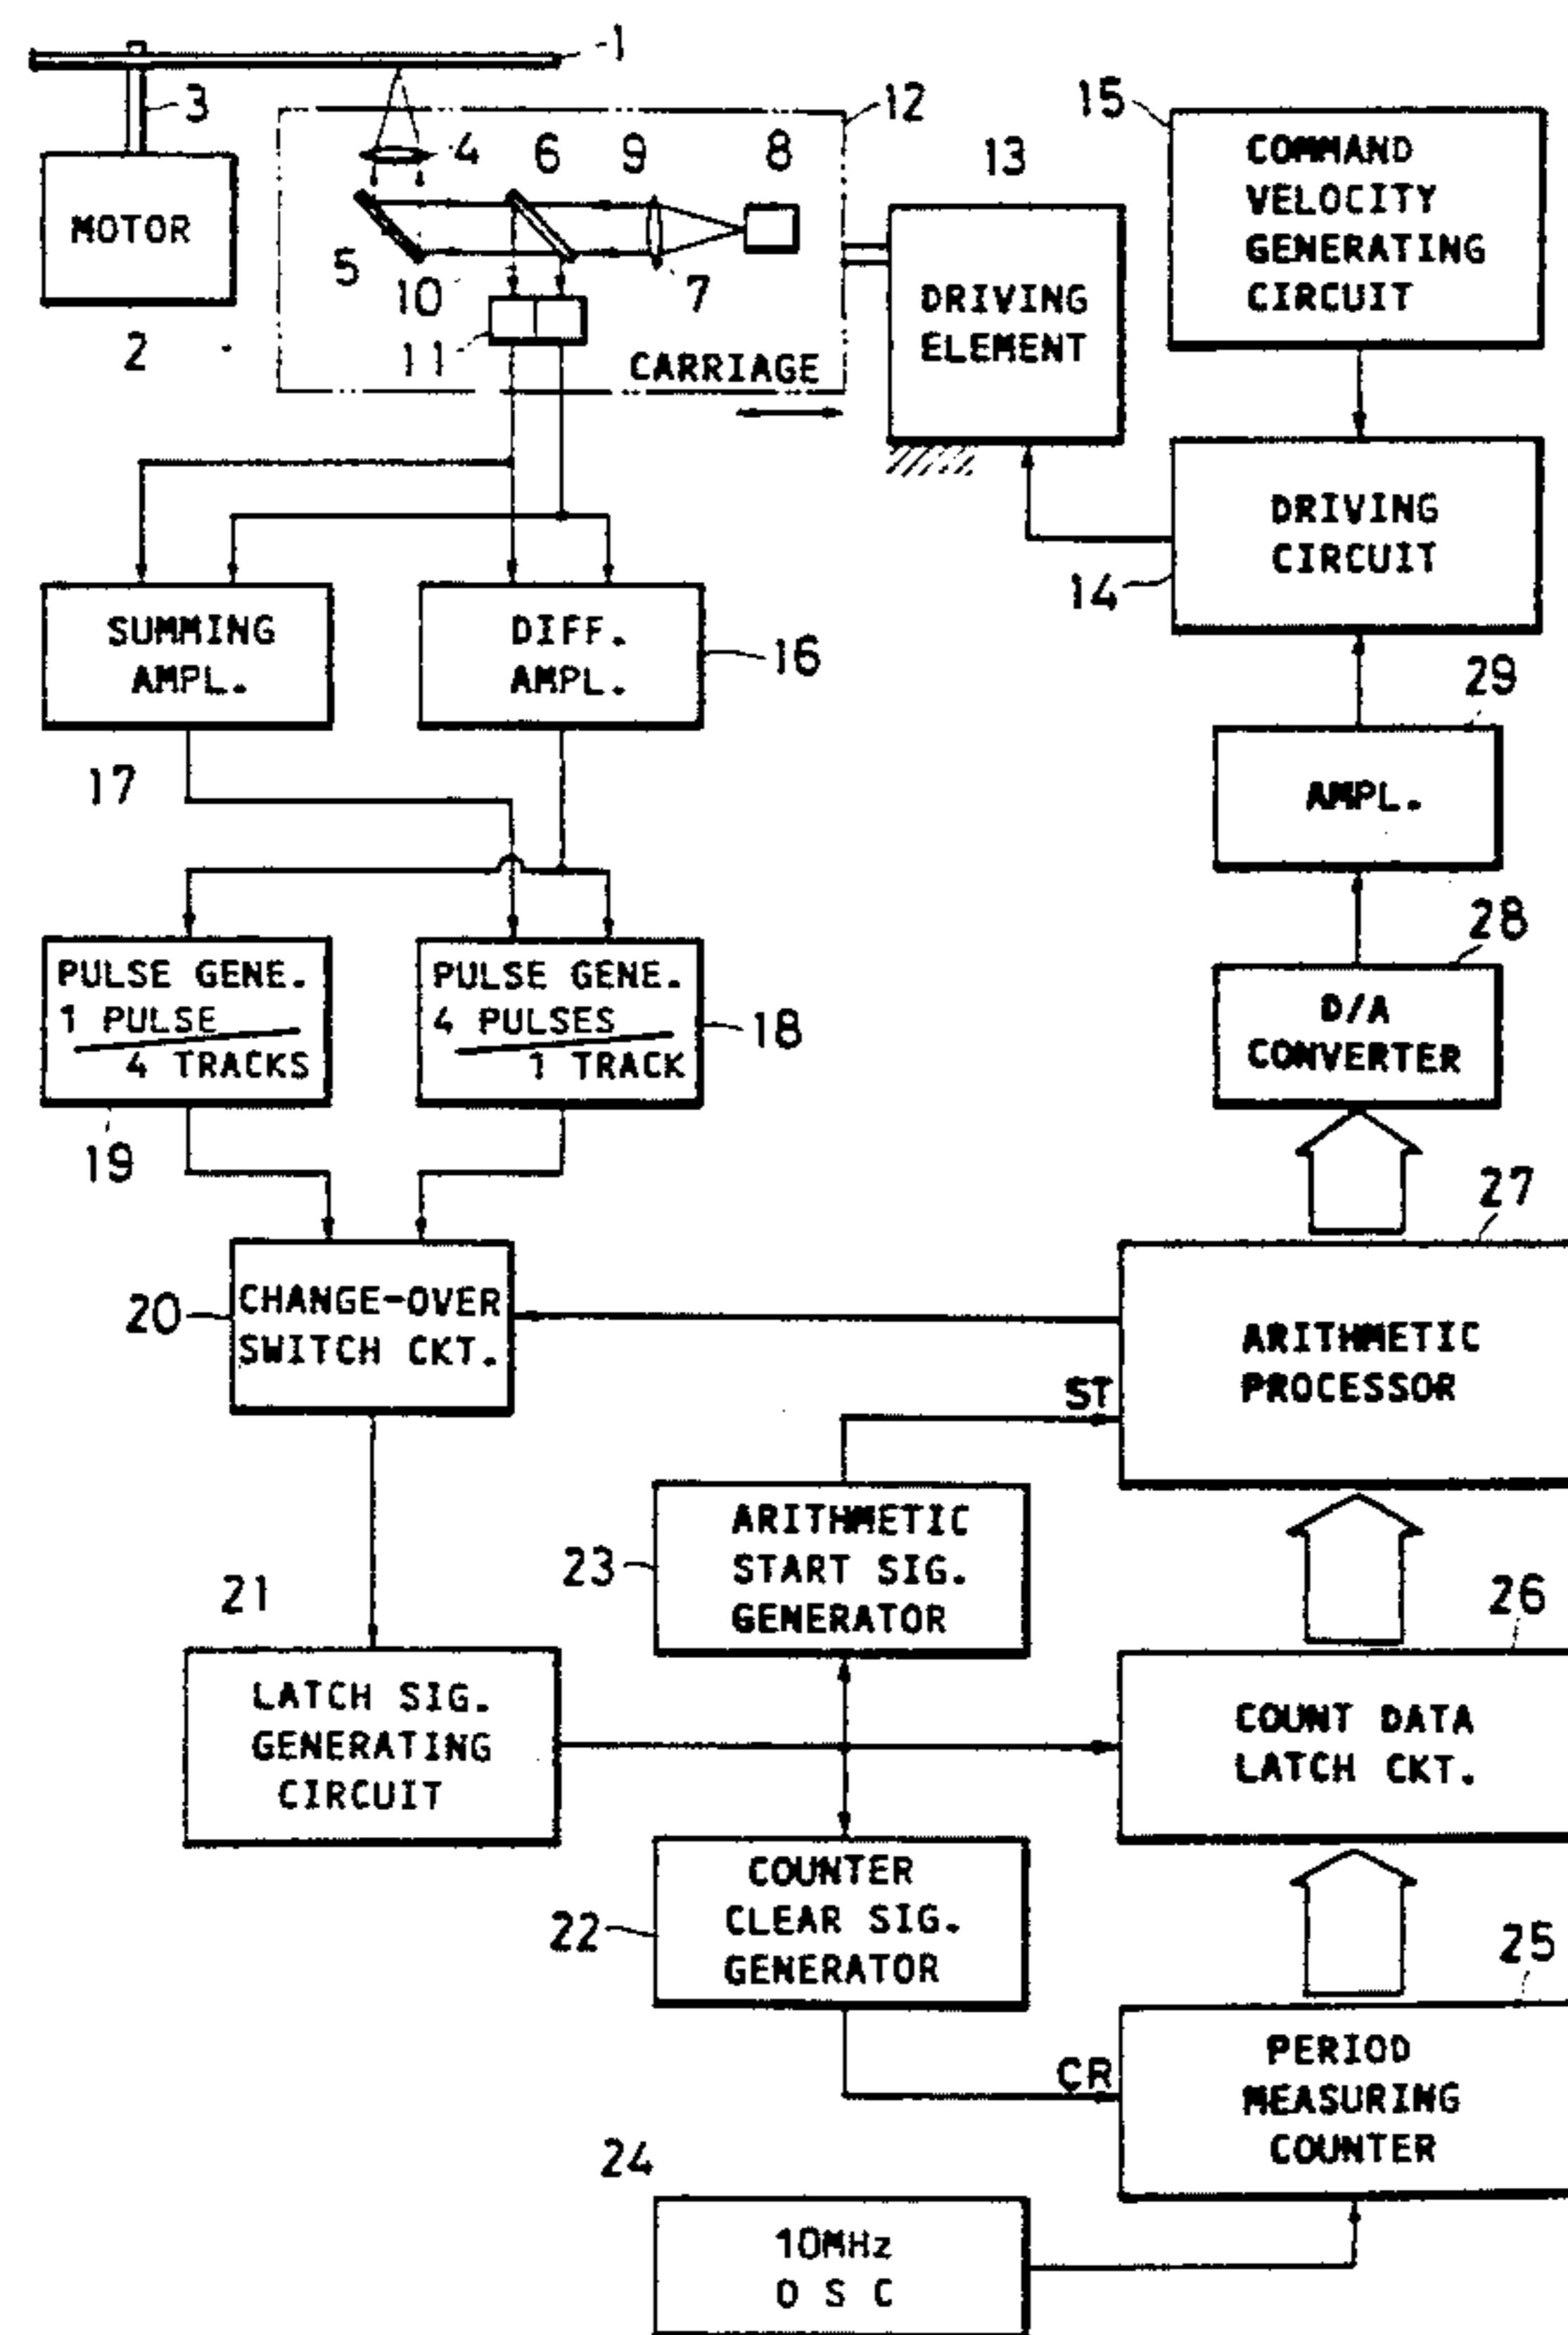 1
3
12
15
COMMAND
VELOCITY
GENERATING
CIRCUIT
4
6
9
8
13
MOTOR
5
10
7
DRIVING
ELEMENT
2
11
CARRIAGE
DRIVING
CIRCUIT
14
SUMMING
AMPL.
DIFF.
AMPL.
16
29
17
AMPL.
28
PULSE GENE.
1 PULSE
4 TRACKS
PULSE GENE.
4 PULSES
1 TRACK
18
D/A
CONVERTER
19
27
20
CHANGE-OVER
SWITCH CKT.
ARITHMETIC
PROCESSOR
ST
23
ARITHMETIC
START SIG.
GENERATOR
21
26
LATCH SIG.
GENERATING
CIRCUIT
COUNT DATA
LATCH CKT.
22
COUNTER
CLEAR SIG.
GENERATOR
25
CR
PERIOD
MEASURING
COUNTER
24
10MHz
O S C